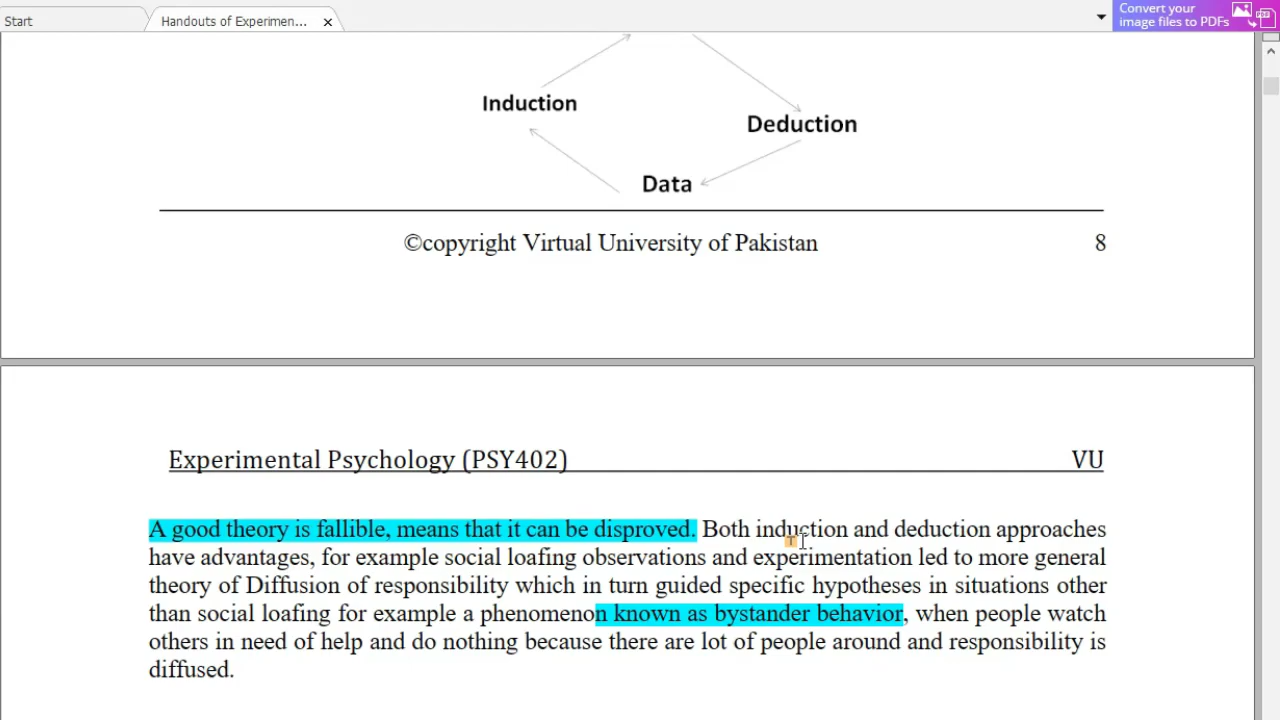 Start
Handouts of Experimen...
Convert your
image files to PDFs
Induction
Deduction
Data
©copyright Virtual University of Pakistan 8
Experimental Psychology (PSY402) VU
A good theory is fallible, means that it can be disproved. Both induction and deduction approaches
have advantages, for example social loafing observations and experimentation led to more general
theory of Diffusion of responsibility which in turn guided specific hypotheses in situations other
than social loafing for example a phenomenon known as bystander behavior, when people watch
others in need of help and do nothing because there are lot of people around and responsibility is
diffused.